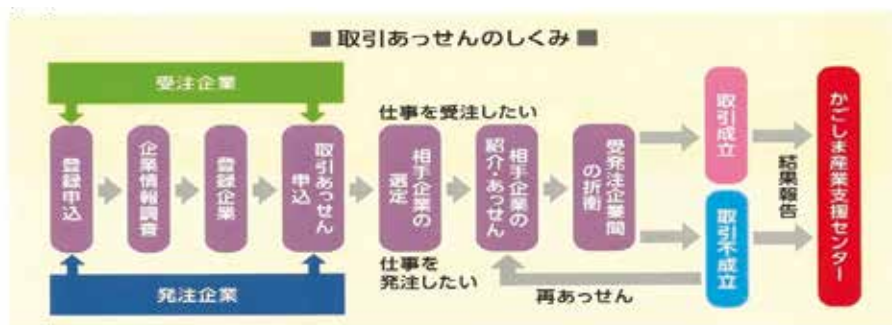 ■取引あっせんのしくみ■
受注企業
登録申込
企業情報調査
登録企業
取引あっせん
申込
仕事を受注したい
相手企業の
選定
仕事を
発注したい
相手企業の
紹介・あっせん
受発注企業間
の折衝
取引成立
取引不成立
再あっせん
結果報告
かごしま産業支援センター
発注企業